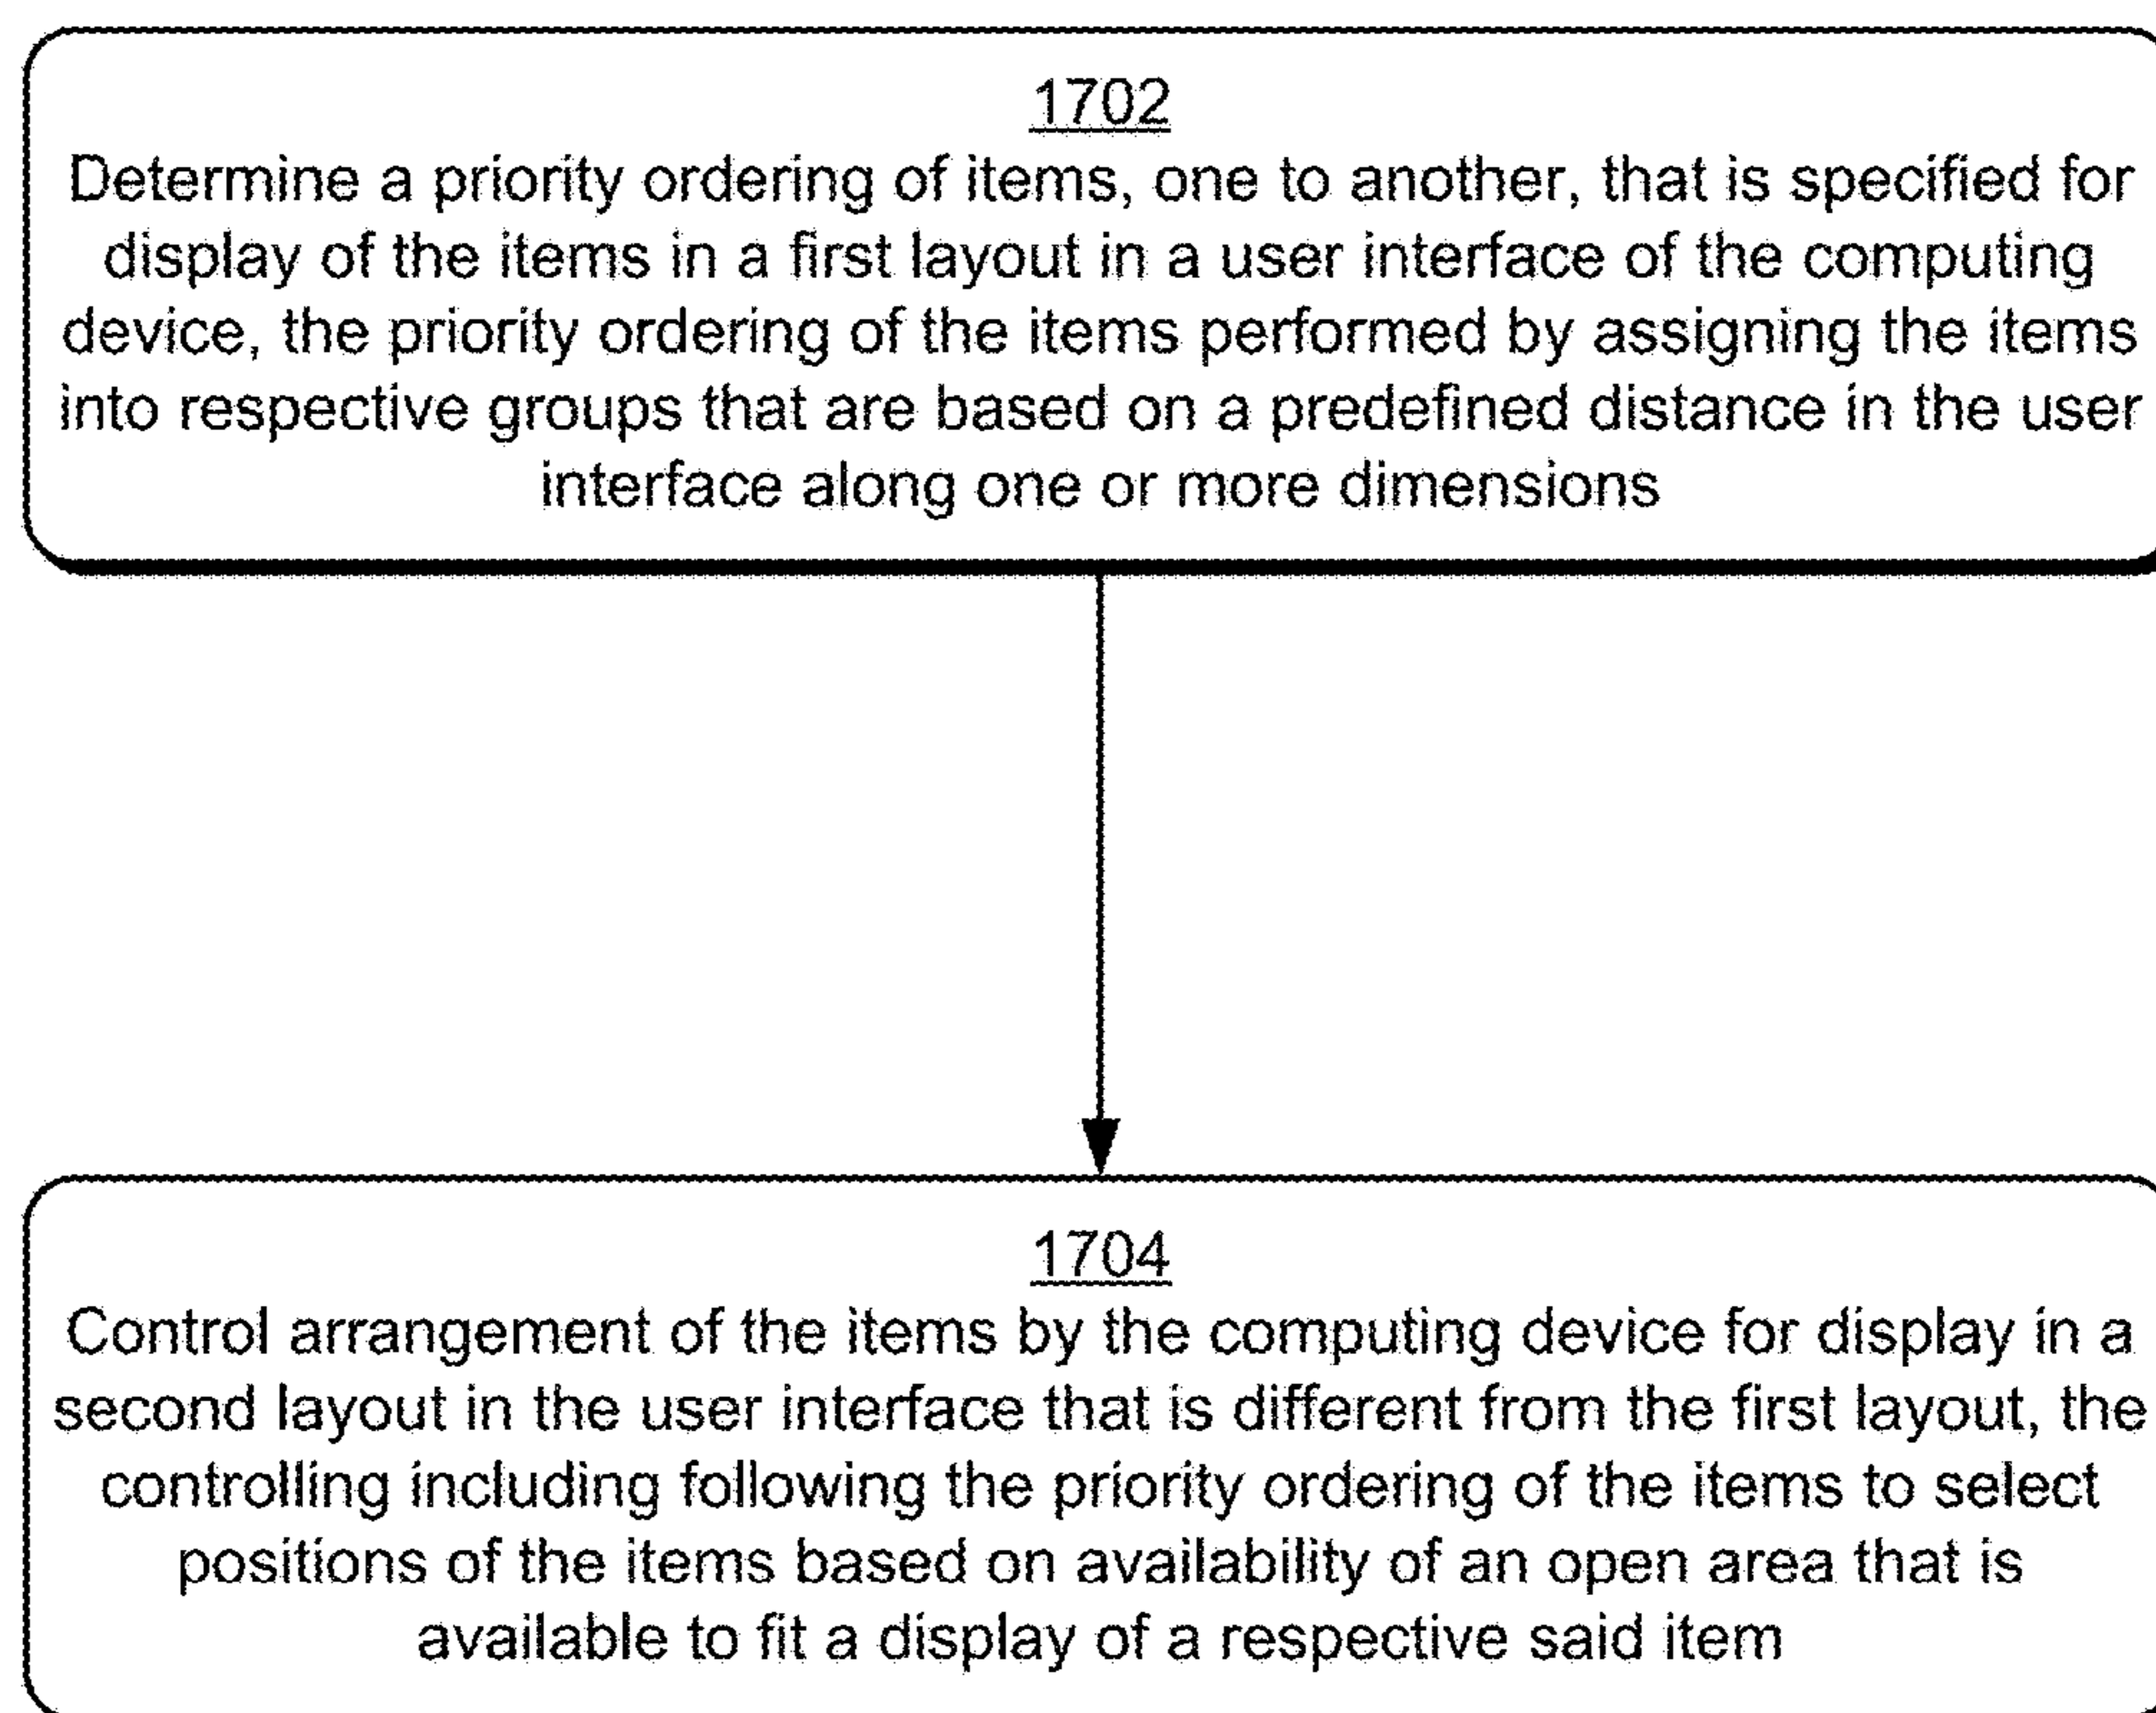 1702
Determine a priority ordering of items, one to another, that is specified for
display of the items in a first layout in a user interface of the computing
device, the priority ordering of the items performed by assigning the items
into respective groups that are based on a predefined distance in the user
interface along one or more dimensions
1704
Control arrangement of the items by the computing device for display in a
second layout in the user interface that is different from the first layout, the
controlling including following the priority ordering of the items to select
positions of the items based on availability of an open area that is
available to fit a display of a respective said item